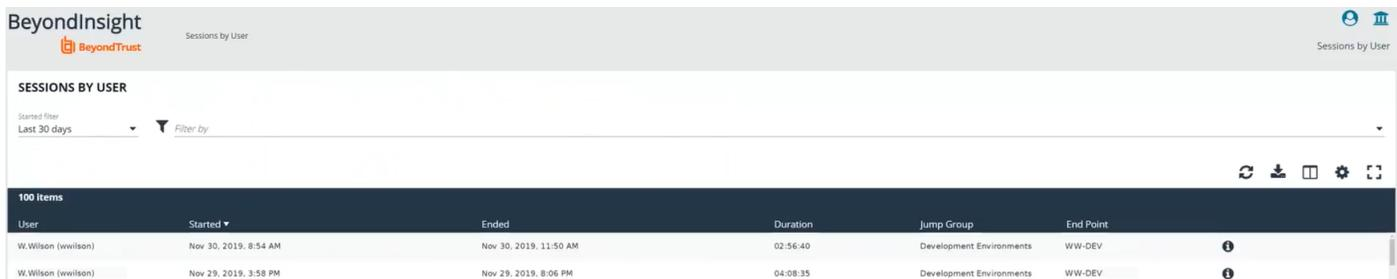 BeyondInsight
BeyondTrust
Sessions by User
Sessions by User
SESSIONS BY USER
Started filter
Last 30 days
Filter by
100 items
User Started Ended Duration Jump Group End Point
W.Wilson (wwilson) Nov 30, 2019, 8:54 AM Nov 30, 2019, 11:50 AM 02:56:40 Development Environments WW-DEV
W.Wilson (wwilson) Nov 29, 2019, 3:58 PM Nov 29, 2019, 8:06 PM 04:08:35 Development Environments WW-DEV